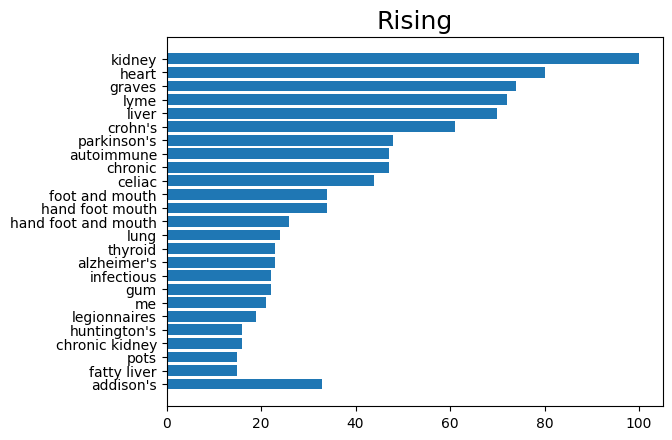 Rising
kidney
heart
graves
lyme
liver
crohn's
parkinson's
autoimmune
chronic
celiac
foot and mouth
hand foot mouth
hand foot and mouth
lung
thyroid
alzheimer's
infectious
gum
me
legionnaires
huntington's
chronic kidney
pots
fatty liver
addison's
0 20 40 60 80 100